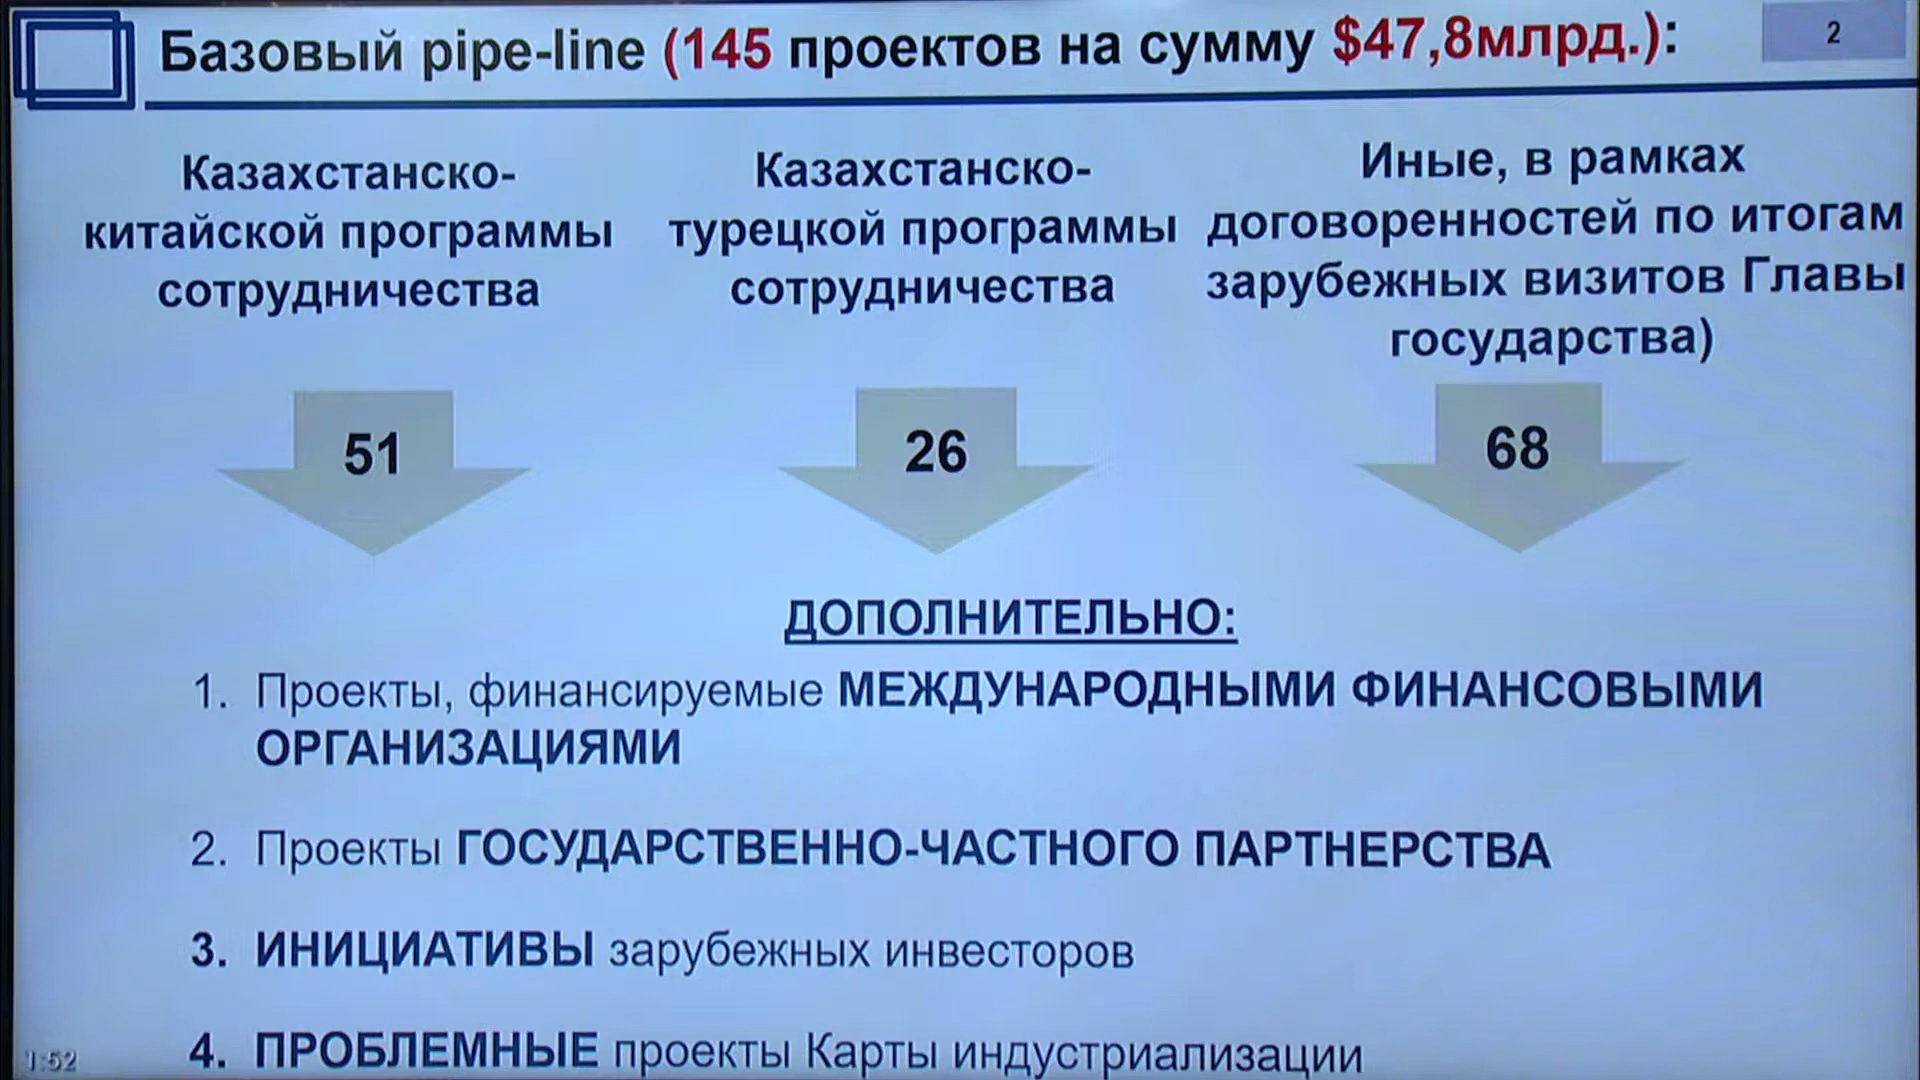 Базовый pipe-line (145 проектов на сумму $47,8млрд.):
2
Казахстанско-
китайской программы
сотрудничества
Казахстанско-
турецкой программы
сотрудничества
Иные, в рамках
договоренностей по итогам
зарубежных визитов Главы
государства)
51
26
68
ДОПОЛНИТЕЛЬНО:
1. Проекты, финансируемые МЕЖДУНАРОДНЫМИ ФИНАНСОВЫМИ
ОРГАНИЗАЦИЯМИ
2. Проекты ГОСУДАРСТВЕННО-ЧАСТНОГО ПАРТНЕРСТВА
3. ИНИЦИАТИВЫ зарубежных инвесторов
4. ПРОБЛЕМНЫЕ проекты Карты индустриализации
1:52